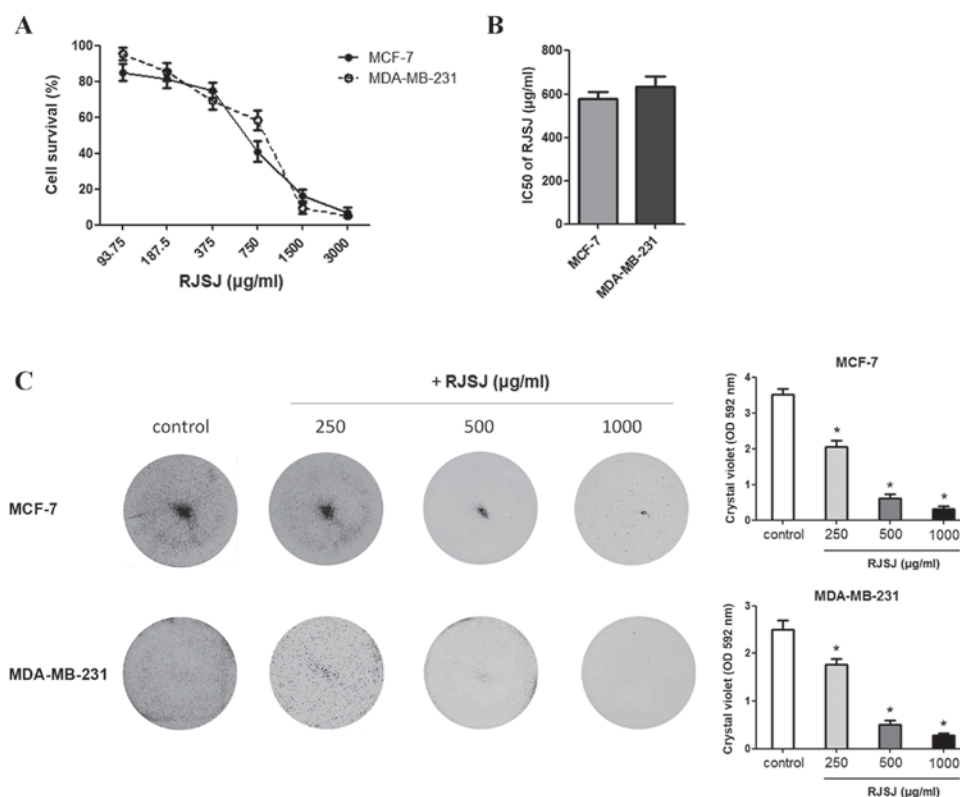 A
Cell survival (%)
100
80
60
40
20
0
93.75
187.5
375
750
1500
3000
RJSJ (µg/ml)
MCF-7
MDA-MB-231
B
IC50 of RJSJ (µg/ml)
800
600
400
200
0
MCF-7
MDA-MB-231
C
+ RJSJ (µg/ml)
control 250 500 1000
MCF-7
MDA-MB-231
MCF-7
Crystal violet (OD 592 nm)
4
3
2
1
0
* * *
control 250 500 1000
RJSJ (µg/ml)
MDA-MB-231
Crystal violet (OD 592 nm)
3
2
1
0
* * *
control 250 500 1000
RJSJ (µg/ml)